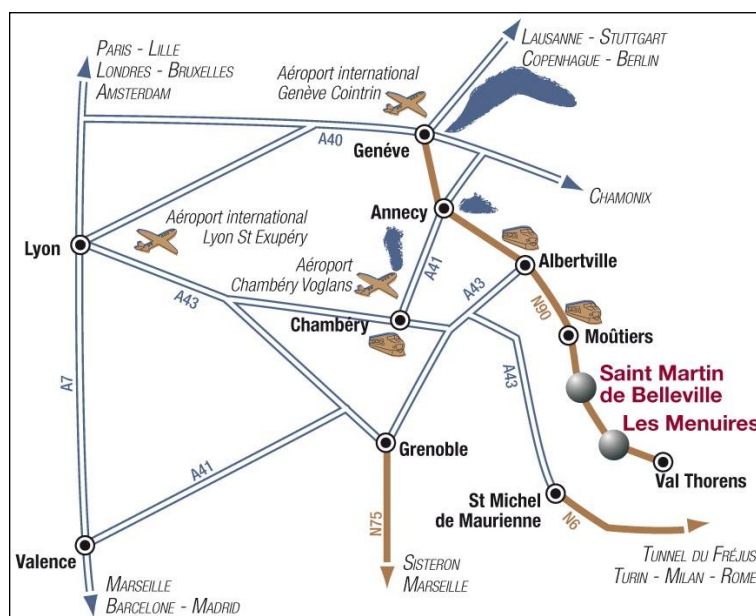 PARIS - LILLE
LONDRES - BRUXELLES
AMSTERDAM
LAUSANNE - STUTTGART
COPENHAGUE - BERLIN
Aéroport international
Genève Cointrin
A40
Genéve
CHAMONIX
Annecy
Aéroport international
Lyon St Exupéry
Lyon
Aéroport
Chambéry Voglans
A41
Albertville
A43
A43
N90
Chambéry
Moûtiers
A7
A43
Saint Martin
de Belleville
Les Menuires
Grenoble
A41
Val Thorens
St Michel
de Maurienne
N75
N6
Valence
SISTERON
MARSEILLE
TUNNEL DU FRÉJUS
TURIN - MILAN - ROME
MARSEILLE
BARCELONE - MADRID